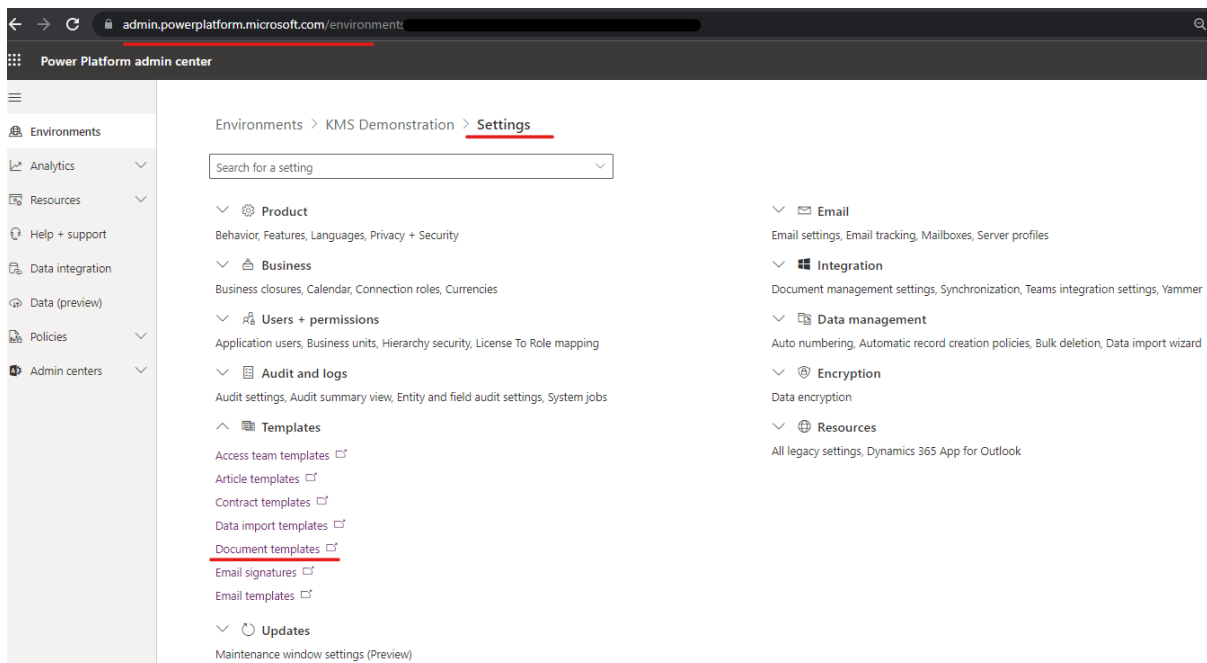 admin.powerplatform.microsoft.com/environment
Power Platform admin center
Environments
Analytics
Resources
Help + support
Data integration
Data (preview)
Policies
Admin centers
Environments > KMS Demonstration > Settings
Search for a setting
Product
Behavior, Features, Languages, Privacy + Security
Business
Business closures, Calendar, Connection roles, Currencies
Users + permissions
Application users, Business units, Hierarchy security, License To Role mapping
Audit and logs
Audit settings, Audit summary view, Entity and field audit settings, System jobs
Templates
Access team templates
Article templates
Contract templates
Data import templates
Document templates
Email signatures
Email templates
Updates
Maintenance window settings (Preview)
Email
Email settings, Email tracking, Mailboxes, Server profiles
Integration
Document management settings, Synchronization, Teams integration settings, Yammer
Data management
Auto numbering, Automatic record creation policies, Bulk deletion, Data import wizard
Encryption
Data encryption
Resources
All legacy settings, Dynamics 365 App for Outlook